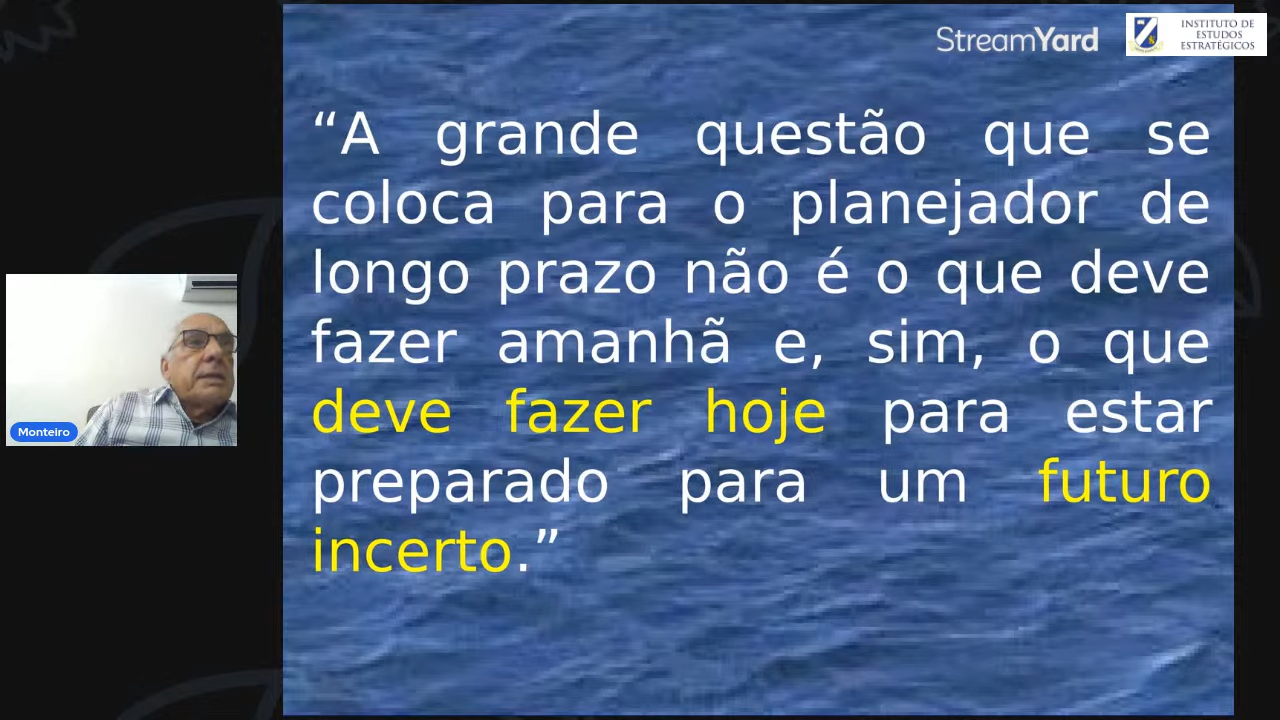 StreamYard
INSTITUTO DE
ESTUDOS
ESTRATÉGICOS
“A grande questão que se
coloca para o planejador de
longo prazo não é o que deve
fazer amanhã e, sim, o que
deve fazer hoje para estar
preparado para um futuro
incerto.”
Monteiro